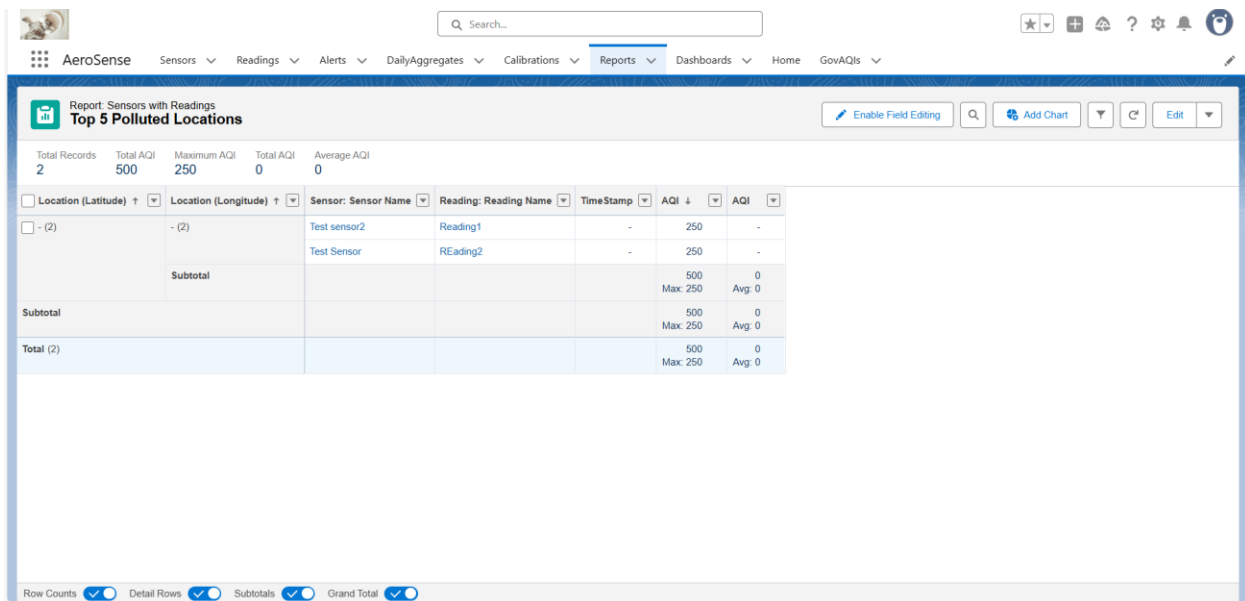 Search...
AeroSense Sensors Readings Alerts DailyAggregates Calibrations Reports Dashboards Home GovAQIs
Report: Sensors with Readings
Top 5 Polluted Locations
Enable Field Editing Add Chart Edit
Total Records Total AQI Maximum AQI Total AQI Average AQI
2 500 250 0 0
Location (Latitude) ↑ Location (Longitude) ↑ Sensor: Sensor Name Reading: Reading Name TimeStamp AQI ↓ AQI
- (2) - (2) Test sensor2 Reading1 - 250 -
Test Sensor REading2 - 250 -
Subtotal 500 0
Max: 250 Avg: 0
Subtotal 500 0
Max: 250 Avg: 0
Total (2) 500 0
Max: 250 Avg: 0
Row Counts Detail Rows Subtotals Grand Total